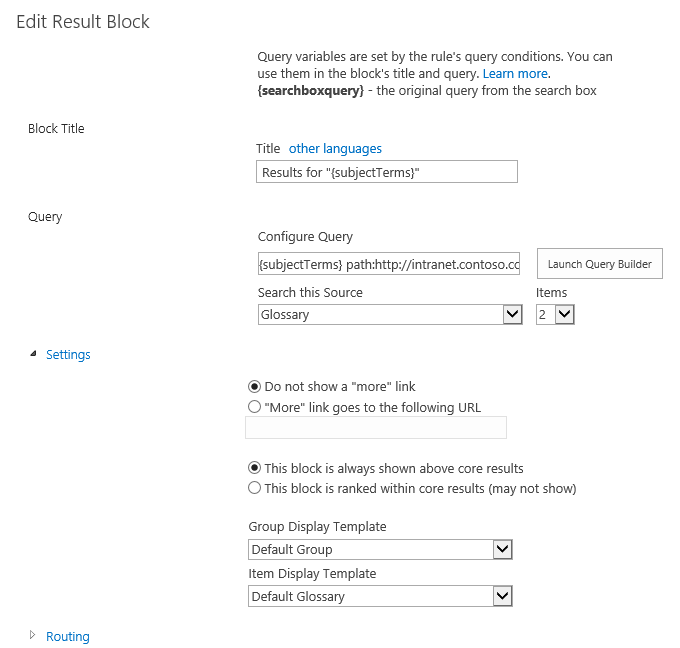 Edit Result Block
Query variables are set by the rule's query conditions. You can
use them in the block's title and query. Learn more.
{searchboxquery} - the original query from the search box
Block Title
Title other languages
Results for "{subjectTerms}"
Query
Configure Query
{subjectTerms} path:http://intranet.contoso.co
Launch Query Builder
Search this Source Items
Glossary 2
Settings
Do not show a "more" link
"More" link goes to the following URL
This block is always shown above core results
This block is ranked within core results (may not show)
Group Display Template
Default Group
Item Display Template
Default Glossary
Routing